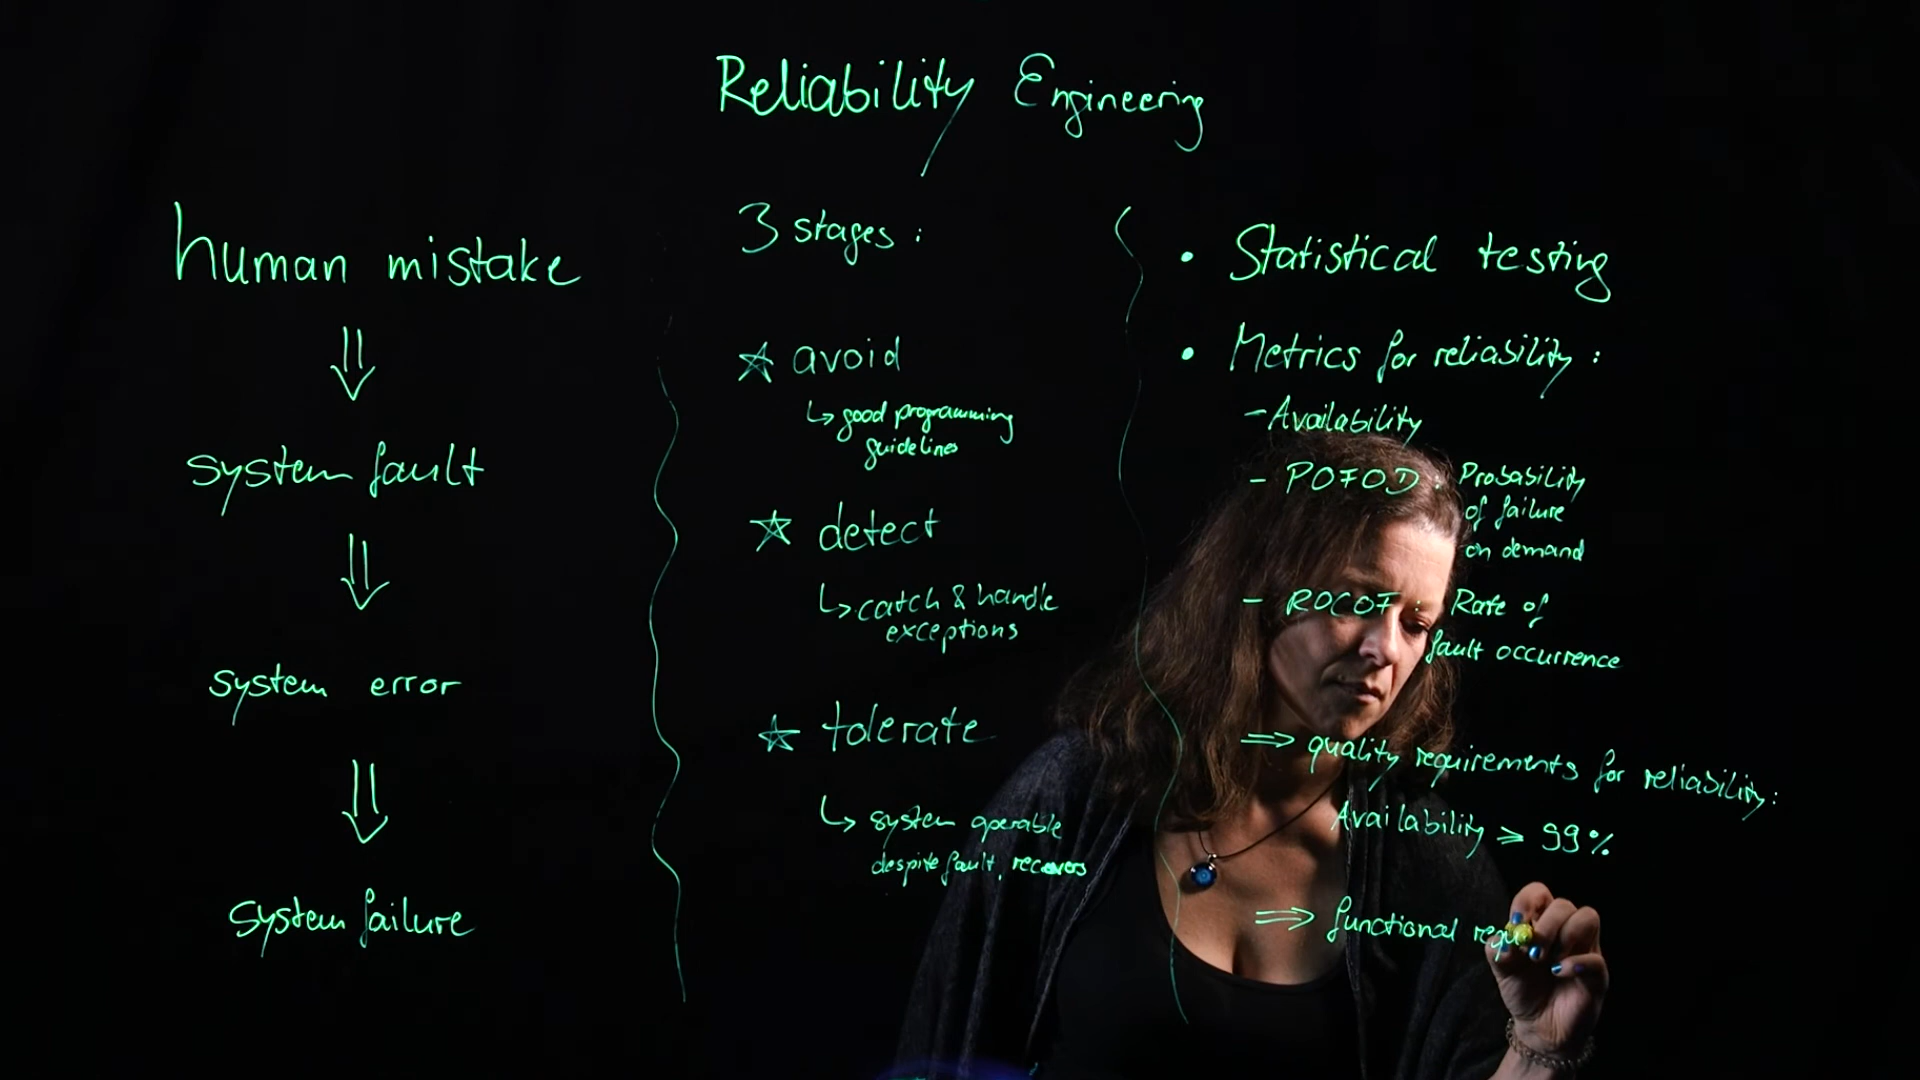 Reliability Engineering
human mistake
⇓
system fault
⇓
system error
⇓
system failure
3 stages:
☆ avoid
↳ good programming
guidelines
☆ detect
↳ catch & handle
exceptions
☆ tolerate
↳ system operable
despite fault, recovers
• Statistical testing
• Metrics for reliability:
- Availability
- POFOD: Probability
of failure
on demand
- ROCOF: Rate of
fault occurrence
⇒ quality requirements for reliability:
Availability ≥ 99%
⇒ functional requ